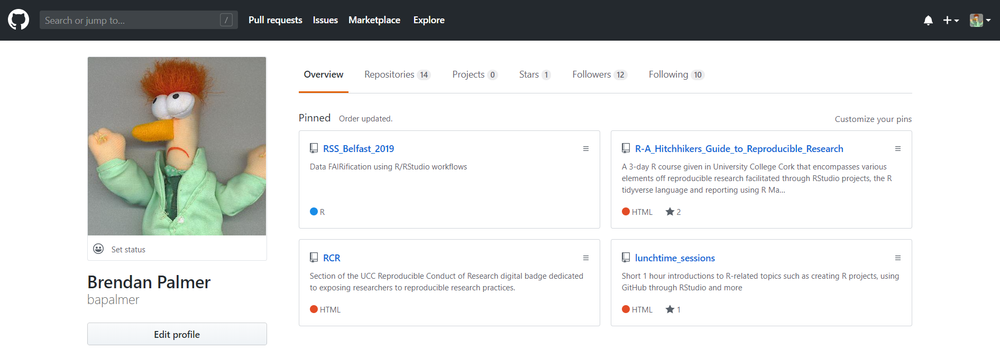 Search or jump to... /
Pull requests Issues Marketplace Explore
Overview Repositories 14 Projects 0 Stars 1 Followers 12 Following 10
Pinned Order updated. Customize your pins
RSS_Belfast_2019
Data FAIRification using R/RStudio workflows
R
R-A_Hitchhikers_Guide_to_Reproducible_Research
A 3-day R course given in University College Cork that encompasses various
elements off reproducible research facilitated through RStudio projects, the R
tidyverse language and reporting using R Ma...
HTML 2
RCR
Section of the UCC Reproducible Conduct of Research digital badge dedicated
to exposing researchers to reproducible research practices.
HTML
lunchtime_sessions
Short 1 hour introductions to R-related topics such as creating R projects, using
GitHub through RStudio and more
HTML 1
Set status
Brendan Palmer
bapalmer
Edit profile